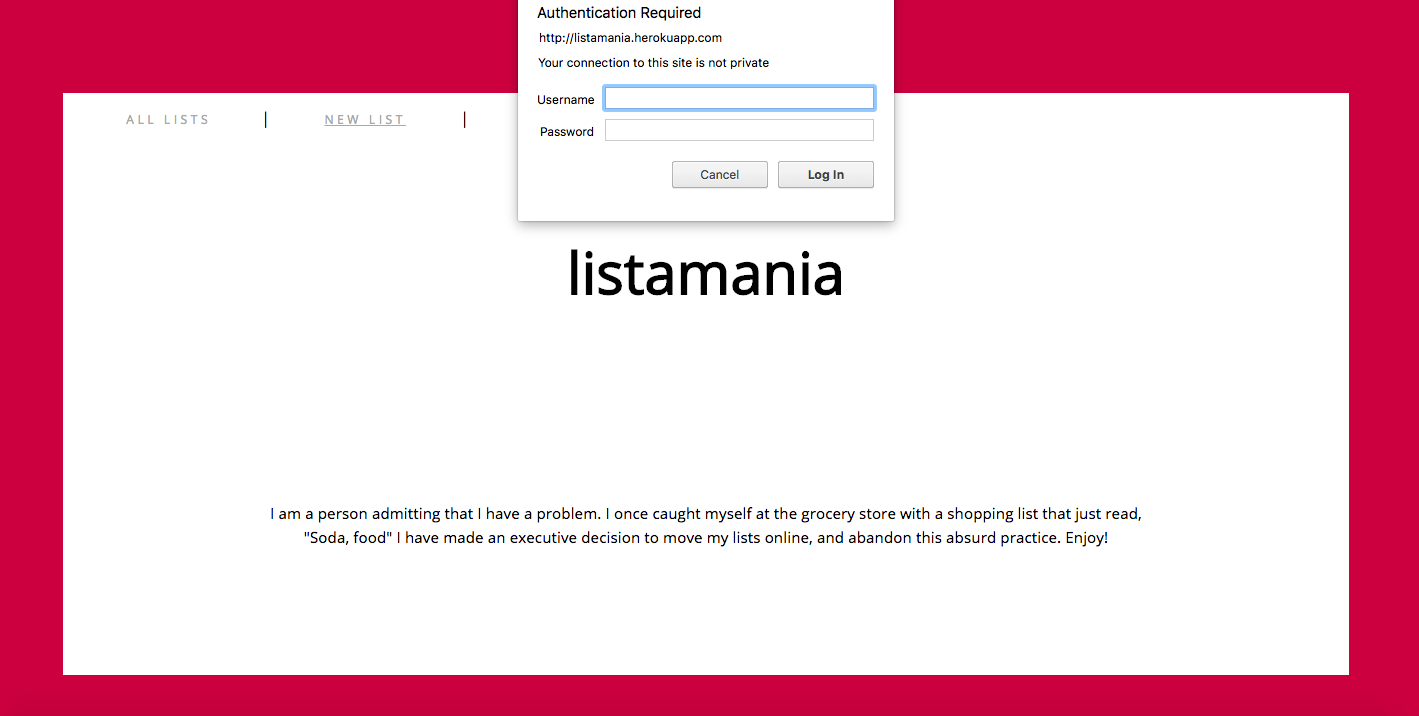 Authentication Required
http://listamania.herokuapp.com
Your connection to this site is not private
Username
Password
Cancel Log In
ALL LISTS | NEW LIST |
listamania
I am a person admitting that I have a problem. I once caught myself at the grocery store with a shopping list that just read,
"Soda, food" I have made an executive decision to move my lists online, and abandon this absurd practice. Enjoy!